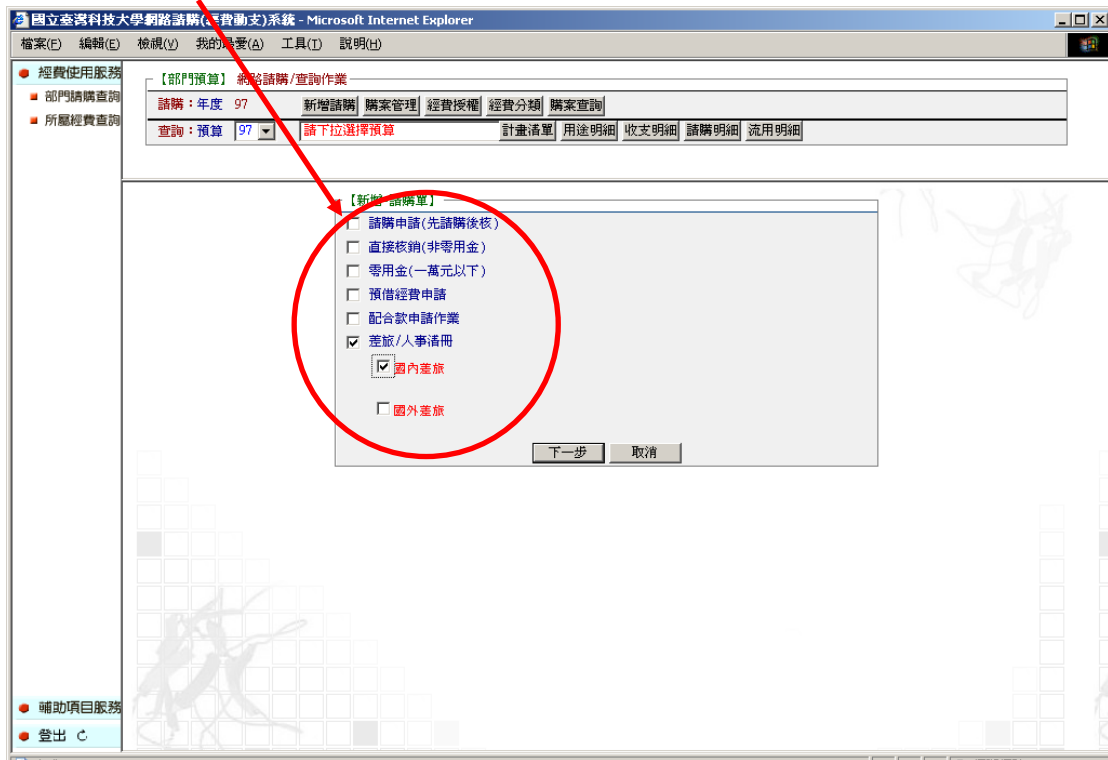 國立臺灣科技大學網路請購(經費動支)系統 - Microsoft Internet Explorer
檔案(F) 編輯(E) 檢視(V) 我的最愛(A) 工具(T) 說明(H)
經費使用服務
部門請購查詢
所屬經費查詢
【部門預算】 網路請購/查詢作業
請購：年度 97 新增請購 購案管理 經費授權 經費分類 購案查詢
查詢：預算 97 請下拉選擇預算 計畫清單 用途明細 收支明細 請購明細 流用明細
【新增 請購單】
請購申請(先請購後核)
直接核銷(非零用金)
零用金(一萬元以下)
預借經費申請
配合款申請作業
差旅/人事清冊
國內差旅
國外差旅
下一步 取消
輔助項目服務
登出